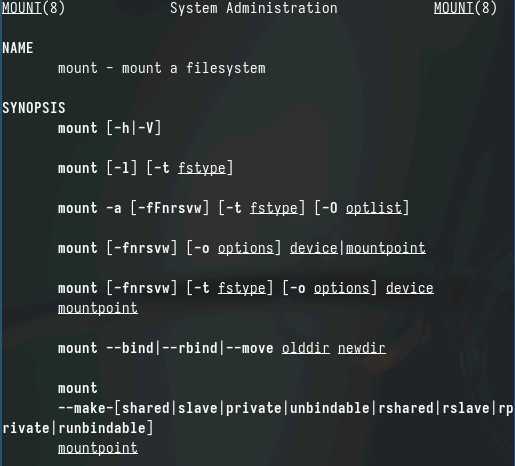 MOUNT(8) System Administration MOUNT(8)
NAME
mount - mount a filesystem
SYNOPSIS
mount [-h|-V]
mount [-l] [-t fstype]
mount -a [-fFnrsvw] [-t fstype] [-O optlist]
mount [-fnrsvw] [-o options] device|mountpoint
mount [-fnrsvw] [-t fstype] [-o options] device
mountpoint
mount --bind|--rbind|--move olddir newdir
mount
--make-[shared|slave|private|unbindable|rshared|rslave|rp
rivate|runbindable]
mountpoint